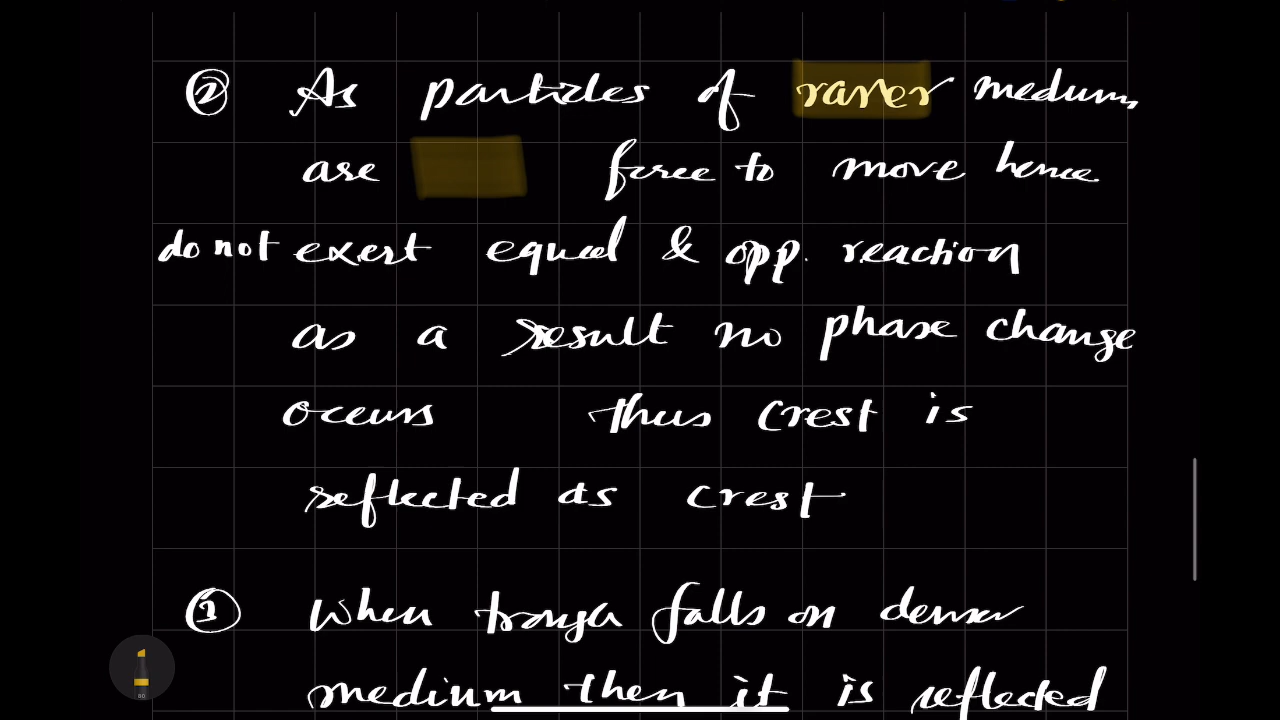 ② As particles of rarer medium,
are force to move hence
do not exert equal & opp. reaction
as a result no phase change
occurs thus crest is
reflected as crest
① When trough falls on denser
medium then it is reflected